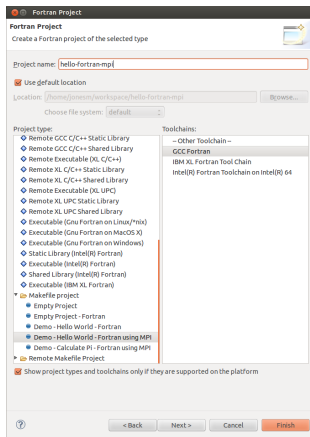 Fortran Project
Fortran Project
Create a Fortran project of the selected type
Project name: hello-fortran-mpi
Use default location
Location: /home/jonesm/workspace/hello-fortran-mpi Browse...
Choose file system: default
Project type:
Remote GCC C/C++ Static Library
Remote GCC C/C++ Shared Library
Remote Executable (XL C/C++)
Remote XL C/C++ Static Library
Remote XL C/C++ Shared Library
Remote Executable (XL UPC)
Remote XL UPC Static Library
Remote XL UPC Shared Library
Executable (Gnu Fortran on Linux/*nix)
Executable (Gnu Fortran on MacOS X)
Executable (Gnu Fortran on Windows)
Static Library (Intel(R) Fortran)
Executable (Intel(R) Fortran)
Shared Library (Intel(R) Fortran)
Executable (IBM XL Fortran)
Makefile project
Empty Project
Empty Project - Fortran
Demo - Hello World - Fortran
Demo - Hello World - Fortran using MPI
Demo - Calculate Pi - Fortran using MPI
Remote Makefile Project
Toolchains:
-- Other Toolchain --
GCC Fortran
IBM XL Fortran Tool Chain
Intel(R) Fortran Toolchain on Intel(R) 64
Show project types and toolchains only if they are supported on the platform
? < Back Next > Cancel Finish